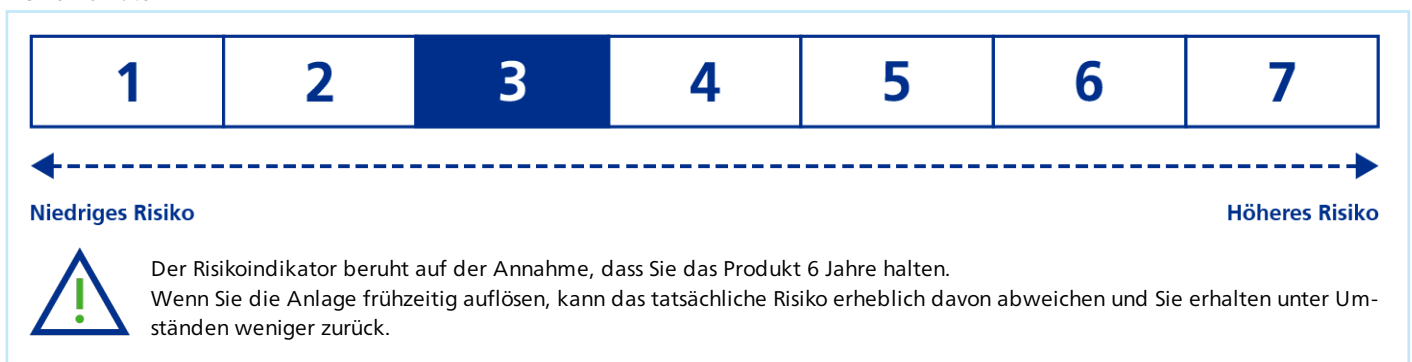 1 2 3 4 5 6 7
Niedriges Risiko Höheres Risiko
Der Risikoindikator beruht auf der Annahme, dass Sie das Produkt 6 Jahre halten.
Wenn Sie die Anlage frühzeitig auflösen, kann das tatsächliche Risiko erheblich davon abweichen und Sie erhalten unter Um-
ständen weniger zurück.